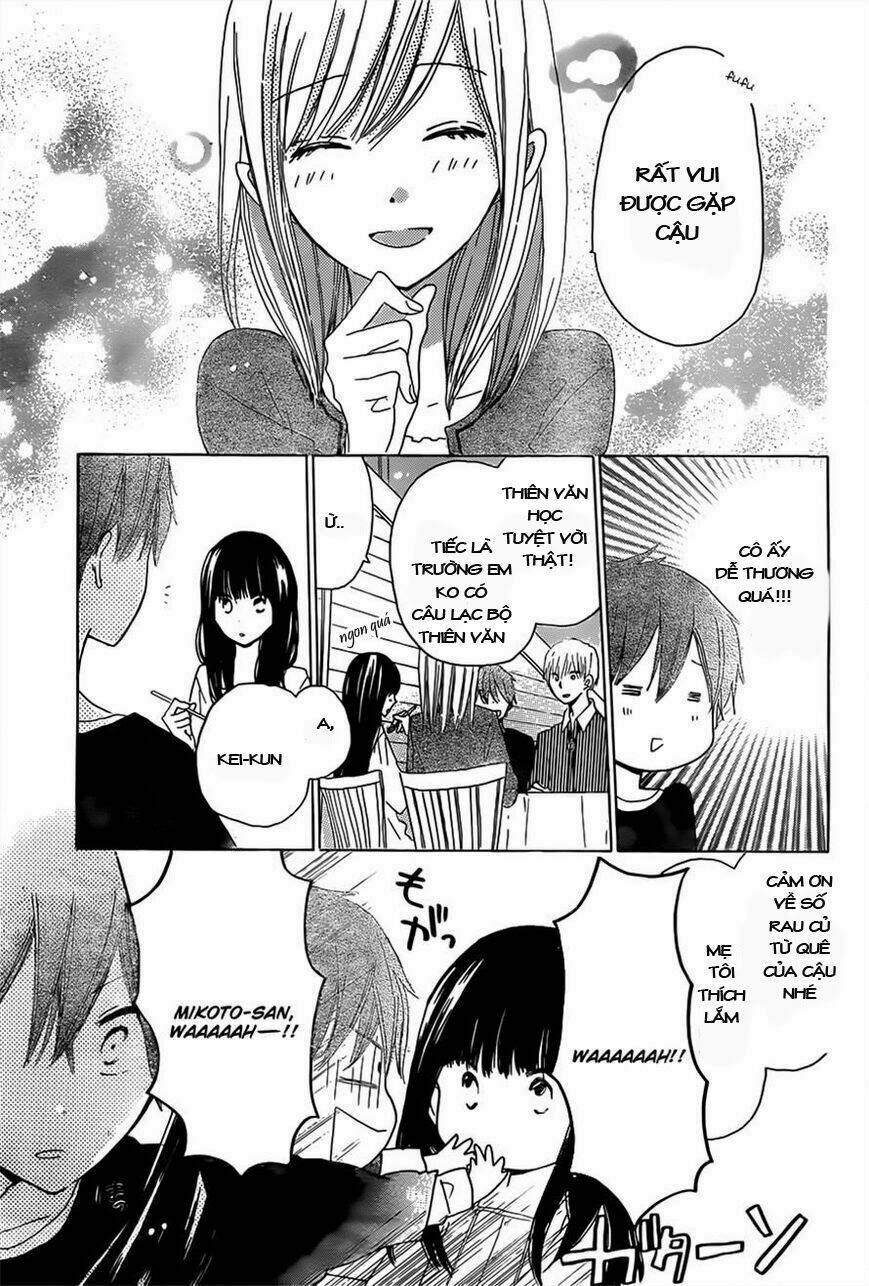 fufu
RẤT VUI
ĐƯỢC GẶP
CẬU
CÔ ẤY
DỄ THƯƠNG
QUÁ!!!
THIÊN VĂN
HỌC
TUYỆT VỜI
THẬT!
TIẾC LÀ
TRƯỜNG EM
KO CÓ
CÂU LẠC BỘ
THIÊN VĂN
Ừ..
ngon quá
A,
KEI-KUN
CẢM ƠN
VỀ SỐ
RAU CỦ
TỪ QUÊ
CỦA CẬU
NHÉ
MẸ
TÔI
THÍCH
LẮM
WAAAAAAH!!
もがっ
MIKOTO-SAN,
WAAAAAH—!!
ガターン